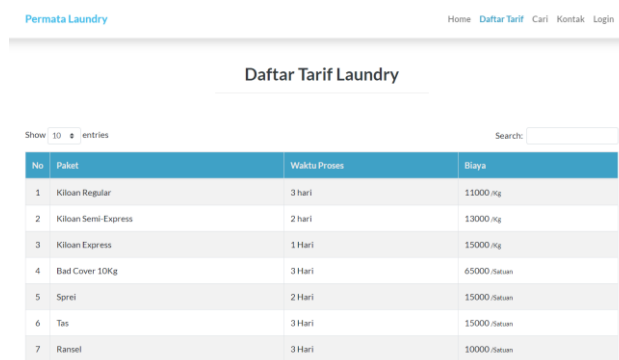 Permata Laundry Home Daftar Tarif Cari Kontak Login
Daftar Tarif Laundry
Show 10 entries Search:
No Paket Waktu Proses Biaya
1 Kiloan Regular 3 hari 11000 /Kg
2 Kiloan Semi-Express 2 hari 13000 /Kg
3 Kiloan Express 1 Hari 15000 /Kg
4 Bad Cover 10Kg 3 Hari 65000 /Satuan
5 Sprei 2 Hari 15000 /Satuan
6 Tas 3 Hari 15000 /Satuan
7 Ransel 3 Hari 10000 /Satuan